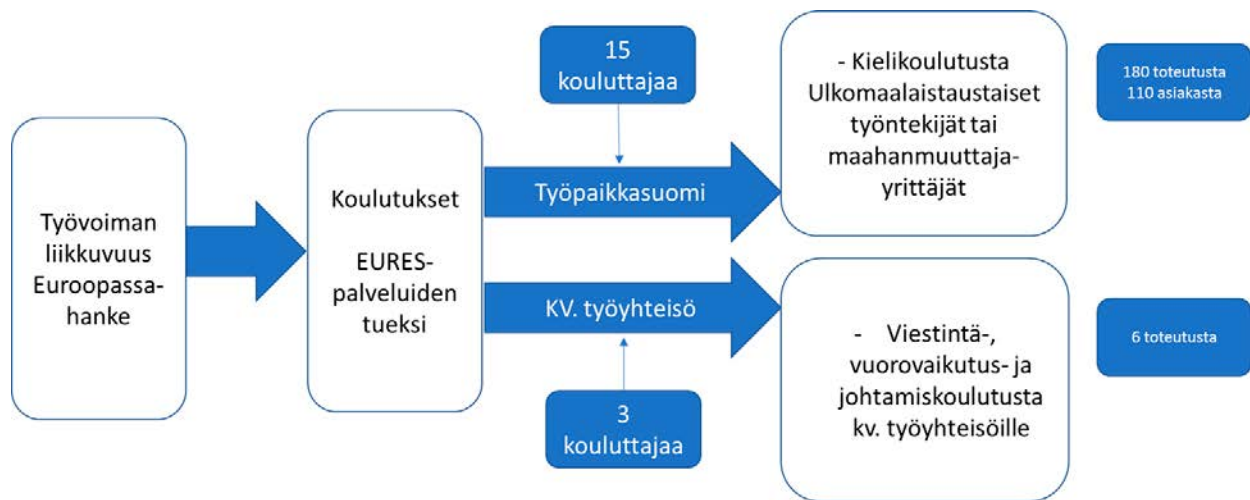 Työvoiman
liikkuvuus
Euroopassa-
hanke
Koulutukset
EURES-
palveluiden
tueksi
15
kouluttajaa
Työpaikkasuomi
- Kielikoulutusta
Ulkomaalaistaustaiset
työntekijät tai
maahanmuuttaja-
yrittäjät
180 toteutusta
110 asiakasta
KV. työyhteisö
3
kouluttajaa
- Viestintä-,
vuorovaikutus- ja
johtamiskoulutusta
kv. työyhteisöille
6 toteutusta